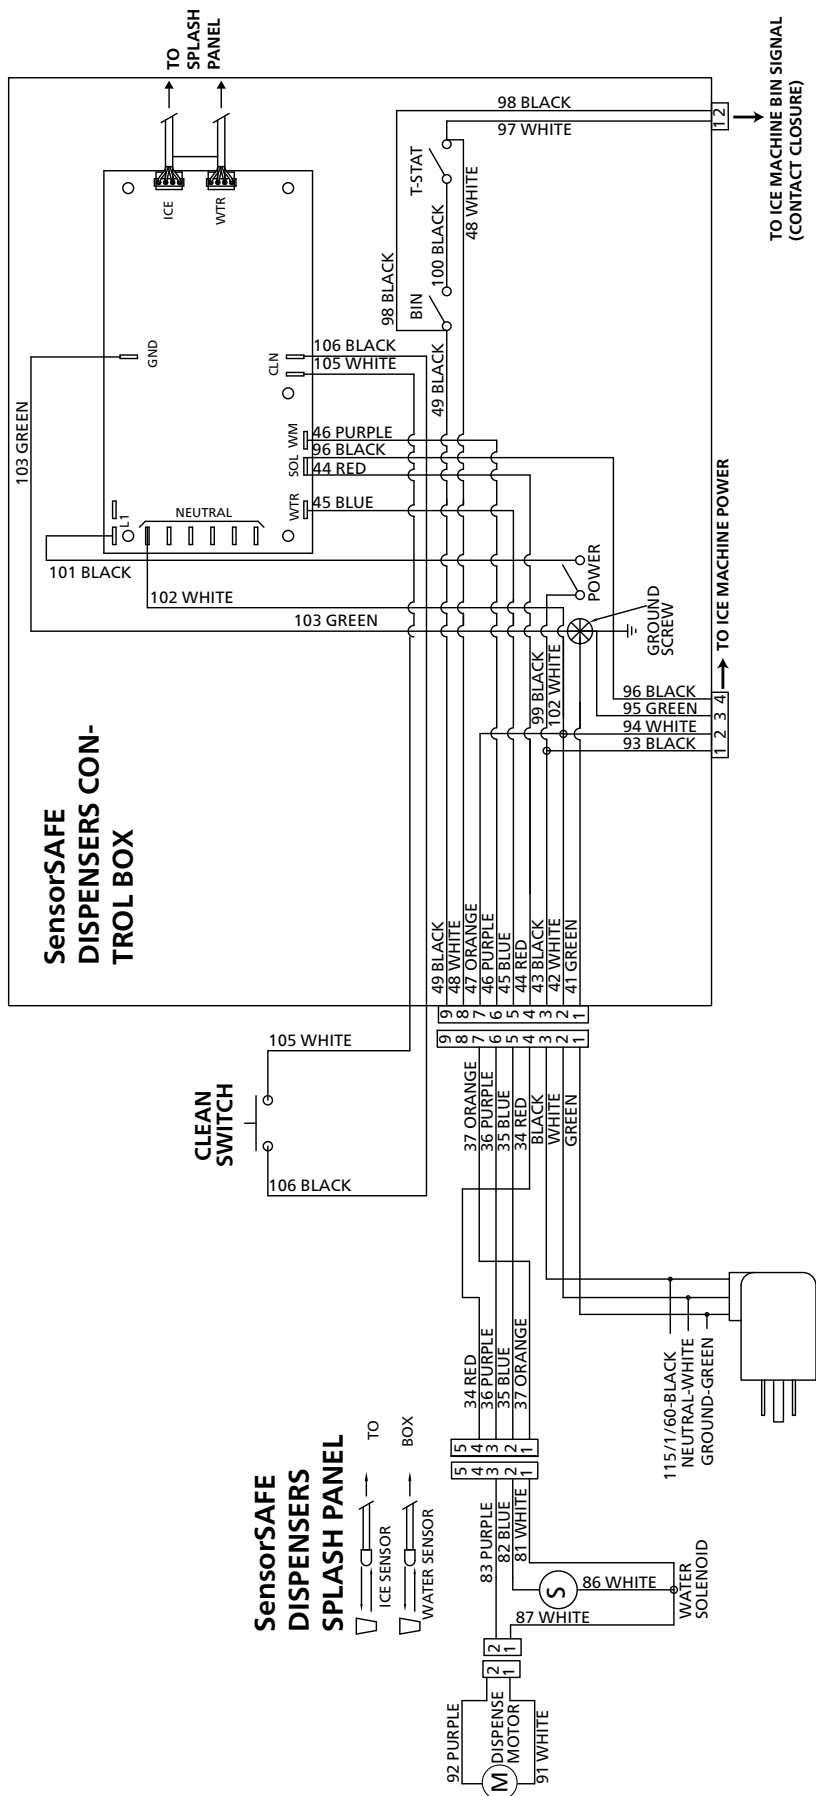 TO
SPLASH
PANEL
TO ICE MACHINE BIN SIGNAL
(CONTACT CLOSURE)
98 BLACK
97 WHITE
1 2
ICE
WTR
T-STAT
48 WHITE
100 BLACK
98 BLACK
BIN
49 BLACK
GND
CLN
106 BLACK
105 WHITE
103 GREEN
WM
46 PURPLE
SOL
96 BLACK
44 RED
WTR
45 BLUE
L1
NEUTRAL
101 BLACK
102 WHITE
103 GREEN
POWER
GROUND
SCREW
TO ICE MACHINE POWER
99 BLACK
102 WHITE
96 BLACK
95 GREEN
94 WHITE
93 BLACK
1 2 3 4
SensorSAFE
DISPENSERS CON-
TROL BOX
49 BLACK
48 WHITE
47 ORANGE
46 PURPLE
45 BLUE
44 RED
43 BLACK
42 WHITE
41 GREEN
9
8
7
6
5
4
3
2
1
9
8
7
6
5
4
3
2
1
CLEAN
SWITCH
105 WHITE
106 BLACK
37 ORANGE
36 PURPLE
35 BLUE
34 RED
BLACK
WHITE
GREEN
115/1/60-BLACK
NEUTRAL-WHITE
GROUND-GREEN
34 RED
36 PURPLE
35 BLUE
37 ORANGE
5
4
3
2
1
5
4
3
2
1
SensorSAFE
DISPENSERS
SPLASH PANEL
TO
BOX
ICE SENSOR
WATER SENSOR
83 PURPLE
82 BLUE
81 WHITE
S
86 WHITE
87 WHITE
WATER
SOLENOID
2
1
2
1
92 PURPLE
M
DISPENSE
MOTOR
91 WHITE